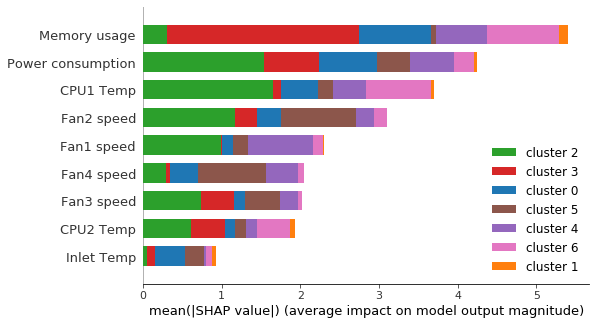 Memory usage
Power consumption
CPU1 Temp
Fan2 speed
Fan1 speed
Fan4 speed
Fan3 speed
CPU2 Temp
Inlet Temp
cluster 2
cluster 3
cluster 0
cluster 5
cluster 4
cluster 6
cluster 1
0 1 2 3 4 5
mean(|SHAP value|) (average impact on model output magnitude)